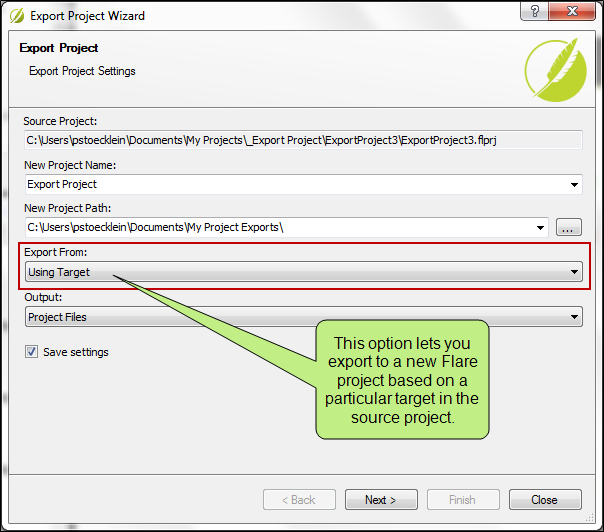 Export Project Wizard
?
Export Project
Export Project Settings
Source Project:
C:\Users\pstoecklein\Documents\My Projects\_Export Project\ExportProject3\ExportProject3.flprj
New Project Name:
Export Project
New Project Path:
C:\Users\pstoecklein\Documents\My Project Exports\
...
Export From:
Using Target
Output:
Project Files
Save settings
This option lets you
export to a new Flare
project based on a
particular target in the
source project.
< Back
Next >
Finish
Close